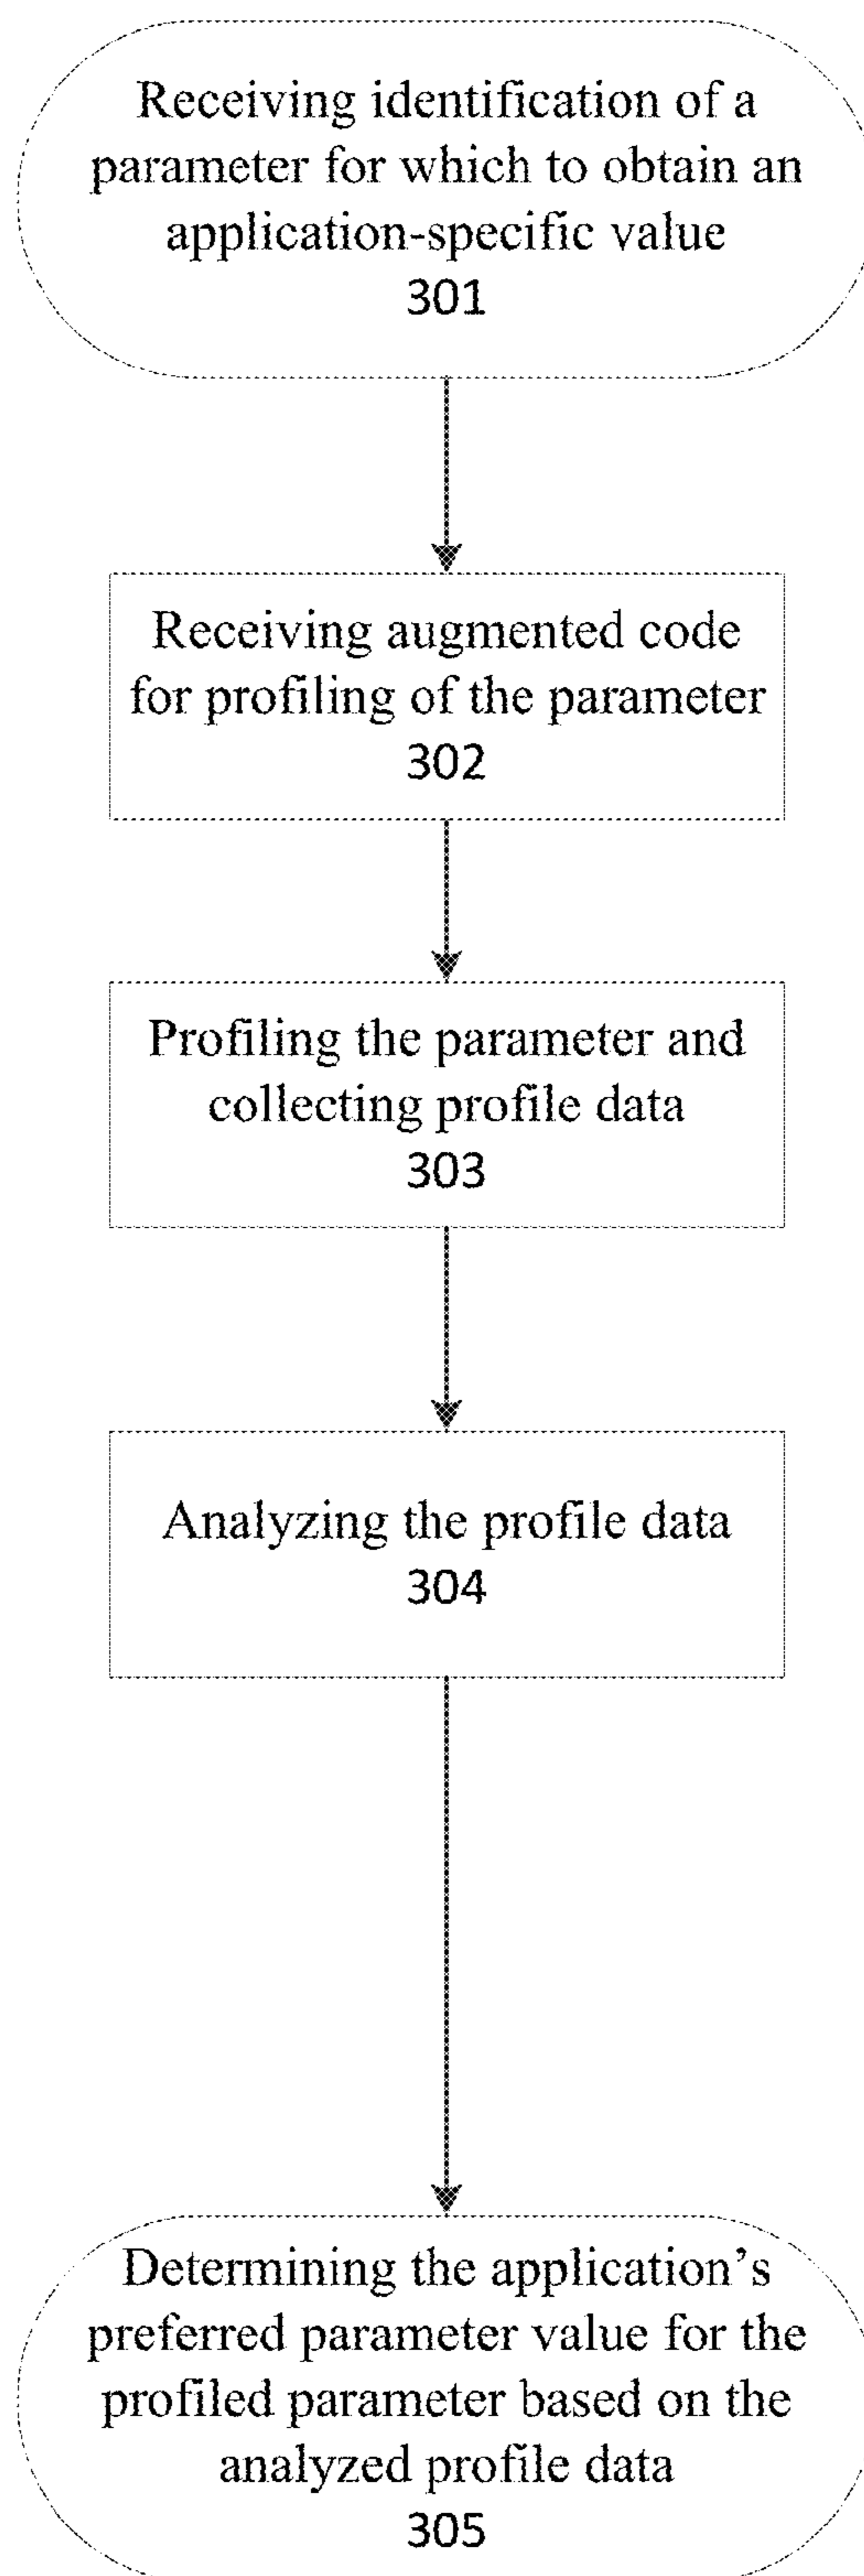 Receiving identification of a
parameter for which to obtain an
application-specific value
301
Receiving augmented code
for profiling of the parameter
302
Profiling the parameter and
collecting profile data
303
Analyzing the profile data
304
Determining the application’s
preferred parameter value for the
profiled parameter based on the
analyzed profile data
305